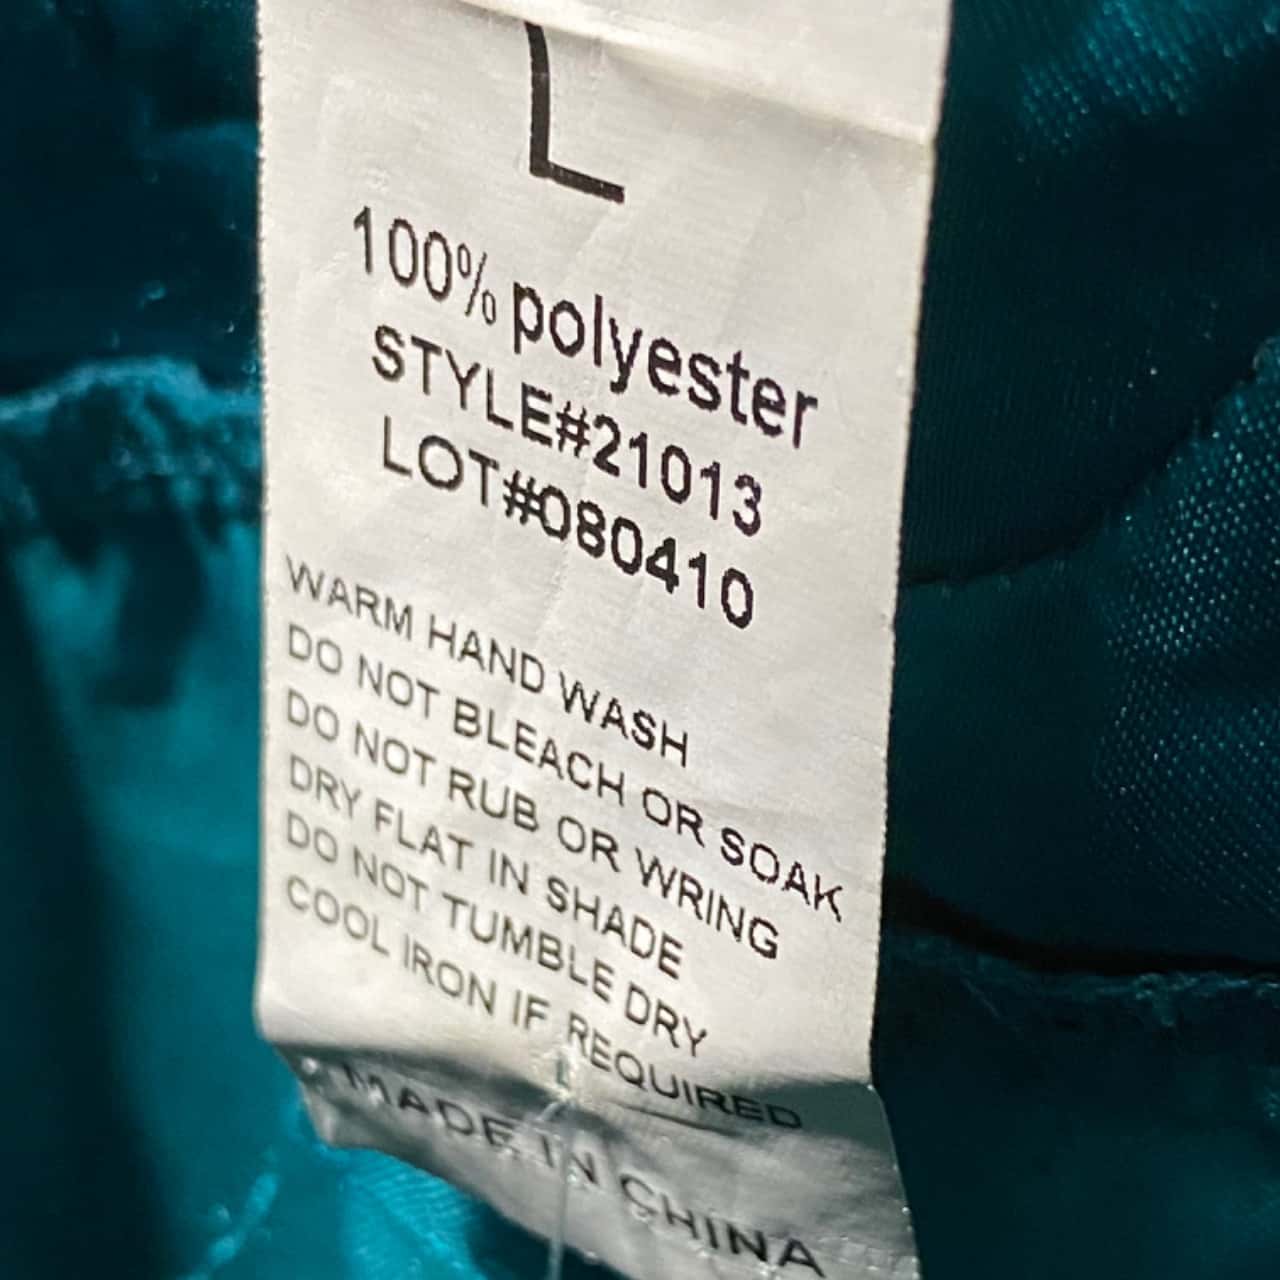 L
100% polyester
STYLE#21013
LOT#080410
WARM HAND WASH
DO NOT BLEACH OR SOAK
DO NOT RUB OR WRING
DRY FLAT IN SHADE
DO NOT TUMBLE DRY
COOL IRON IF REQUIRED
MADE IN CHINA